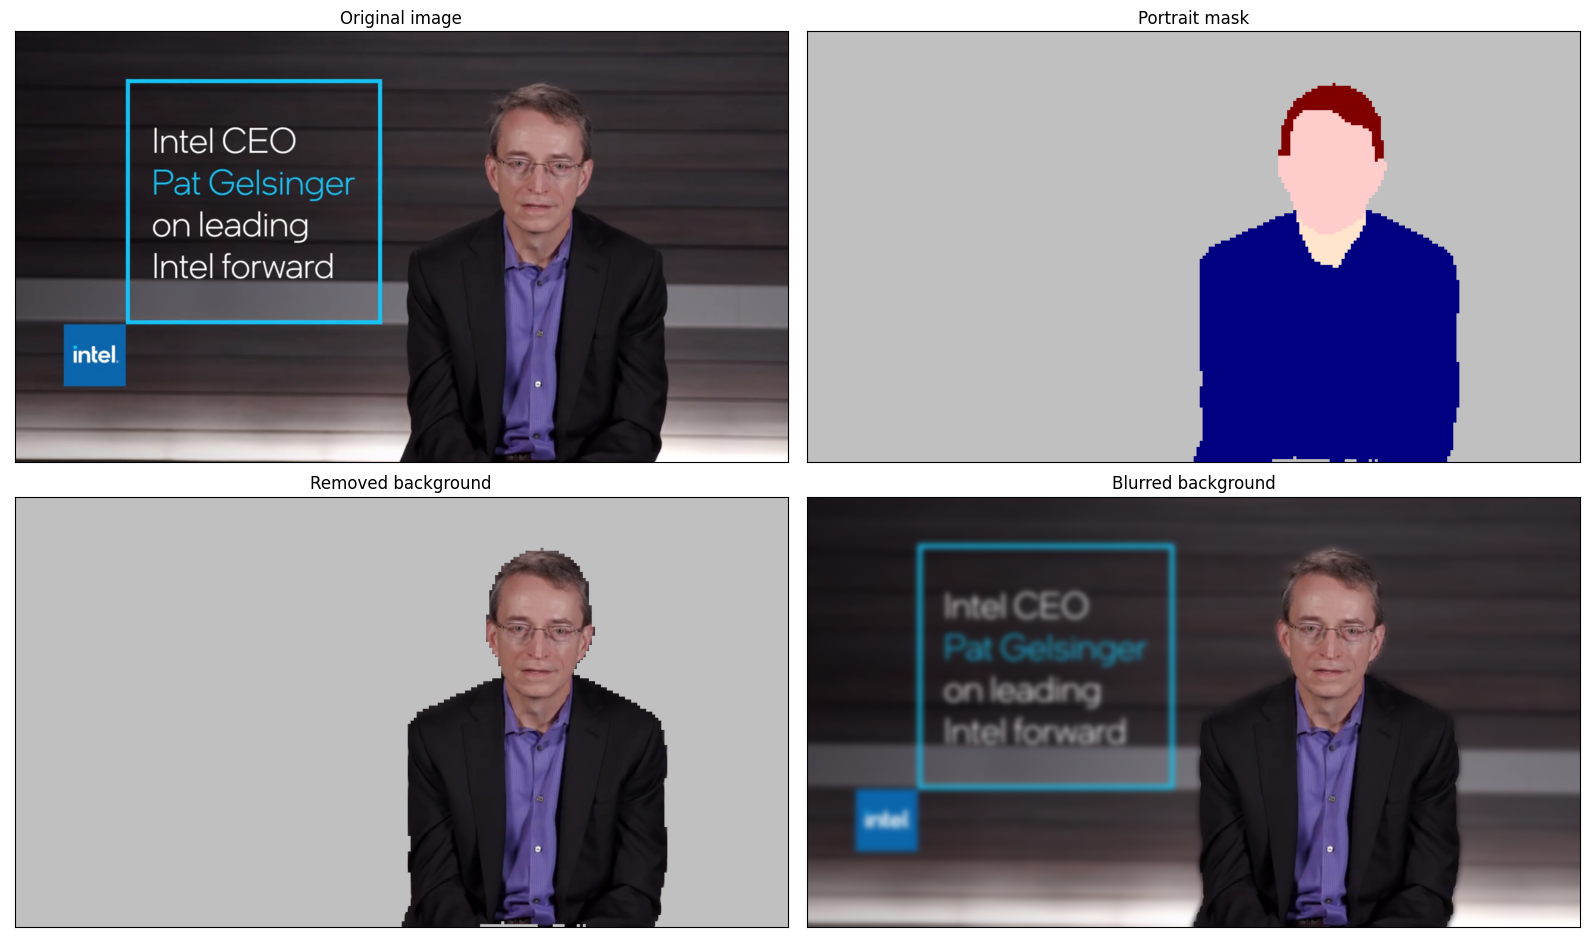 Original image
Intel CEO
Pat Gelsinger
on leading
Intel forward
intel.
Portrait mask
Removed background
Blurred background
Intel CEO
Pat Gelsinger
on leading
Intel forward
intel